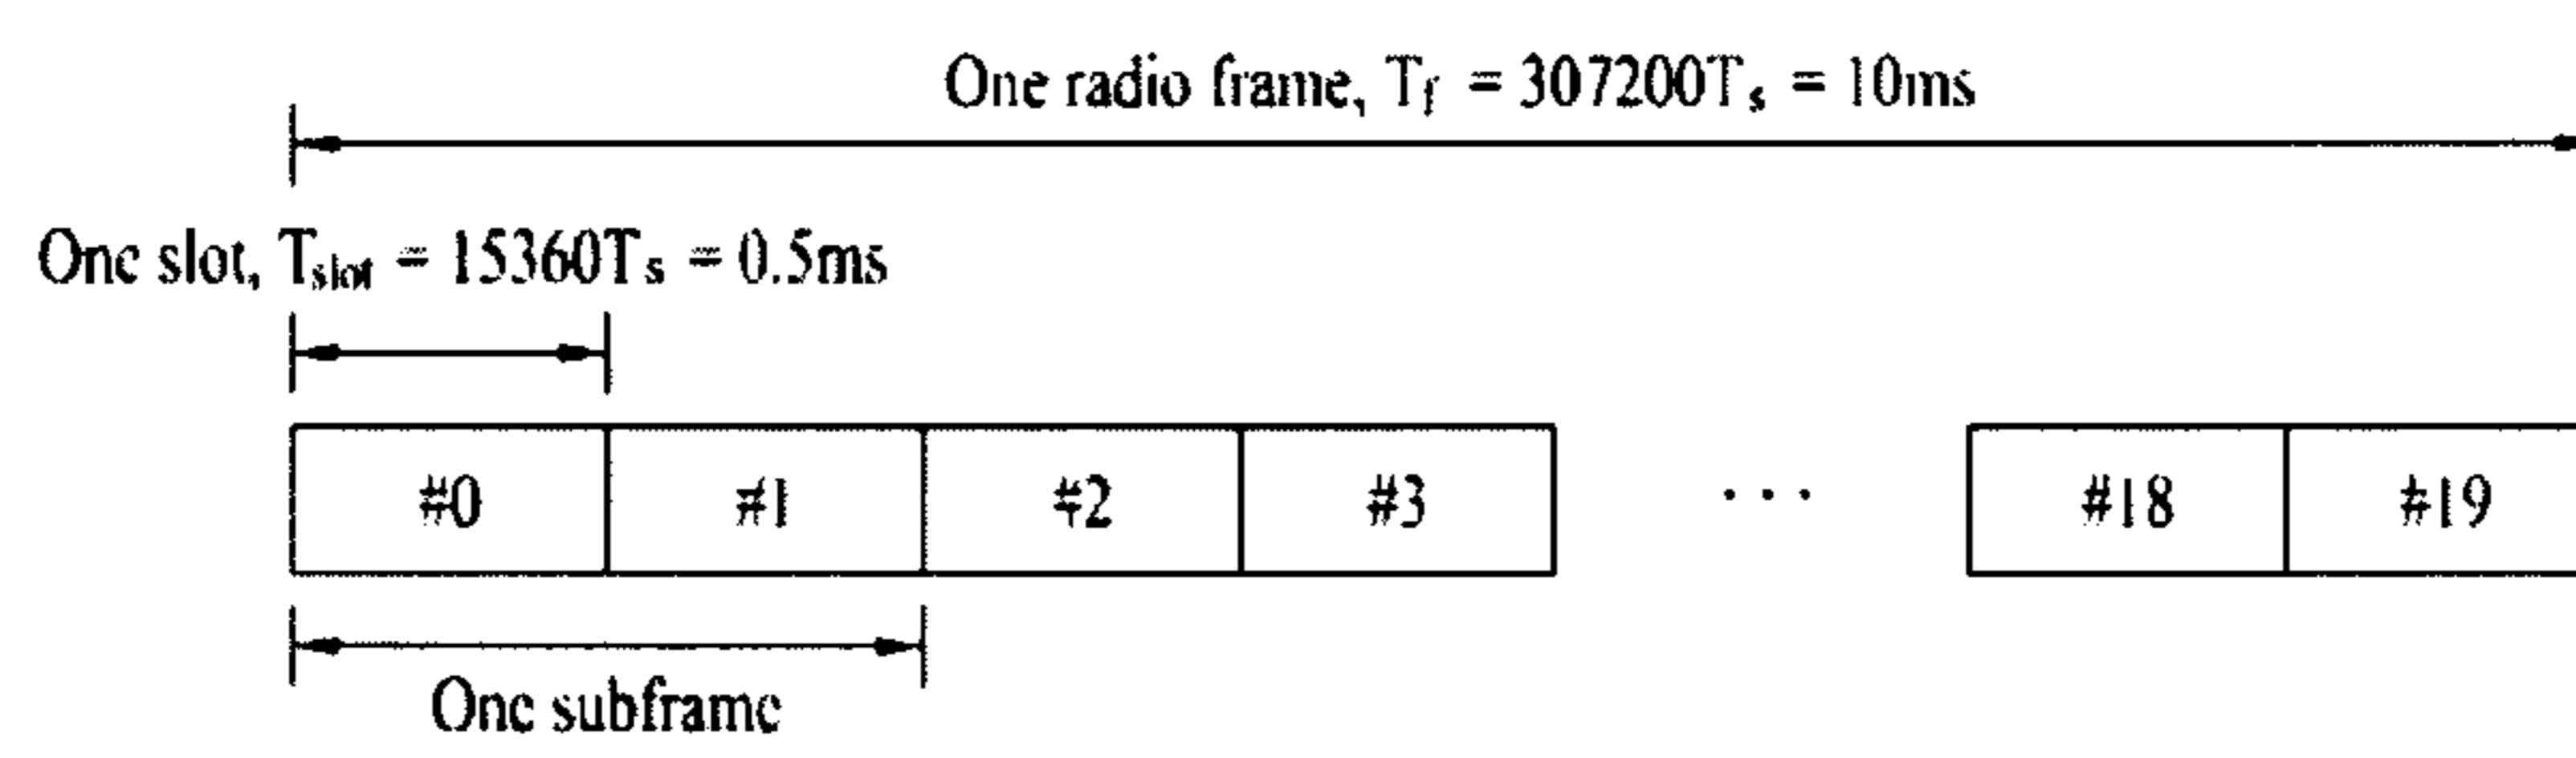 One radio frame, Tf = 307200Ts = 10ms
One slot, Tslot = 15360Ts = 0.5ms
#0 #1 #2 #3 ... #18 #19
One subframe